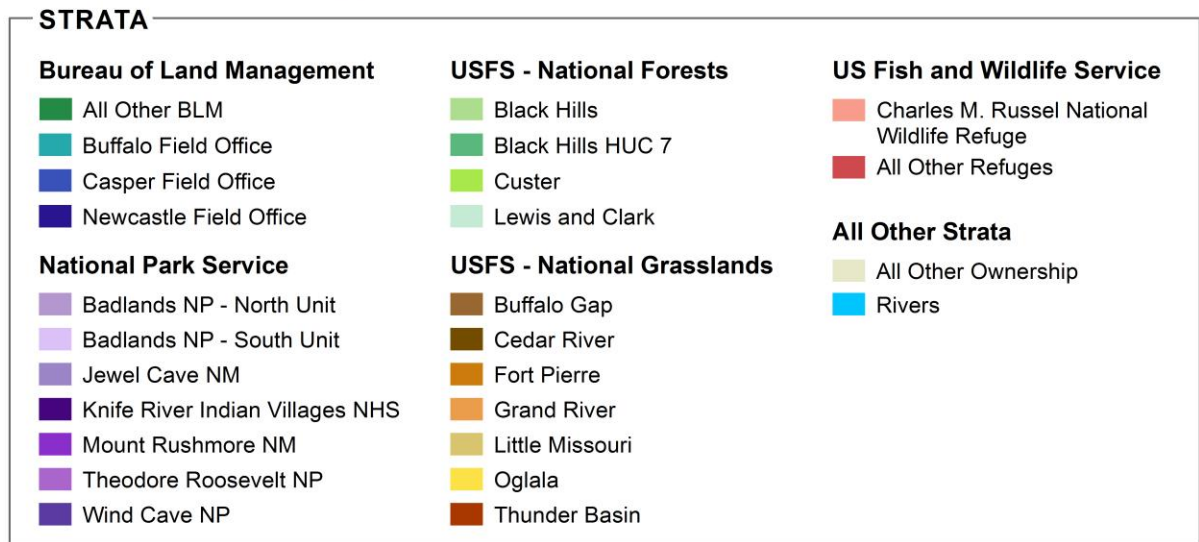 STRATA
Bureau of Land Management
All Other BLM
Buffalo Field Office
Casper Field Office
Newcastle Field Office
National Park Service
Badlands NP - North Unit
Badlands NP - South Unit
Jewel Cave NM
Knife River Indian Villages NHS
Mount Rushmore NM
Theodore Roosevelt NP
Wind Cave NP
USFS - National Forests
Black Hills
Black Hills HUC 7
Custer
Lewis and Clark
USFS - National Grasslands
Buffalo Gap
Cedar River
Fort Pierre
Grand River
Little Missouri
Oglala
Thunder Basin
US Fish and Wildlife Service
Charles M. Russel National
Wildlife Refuge
All Other Refuges
All Other Strata
All Other Ownership
Rivers